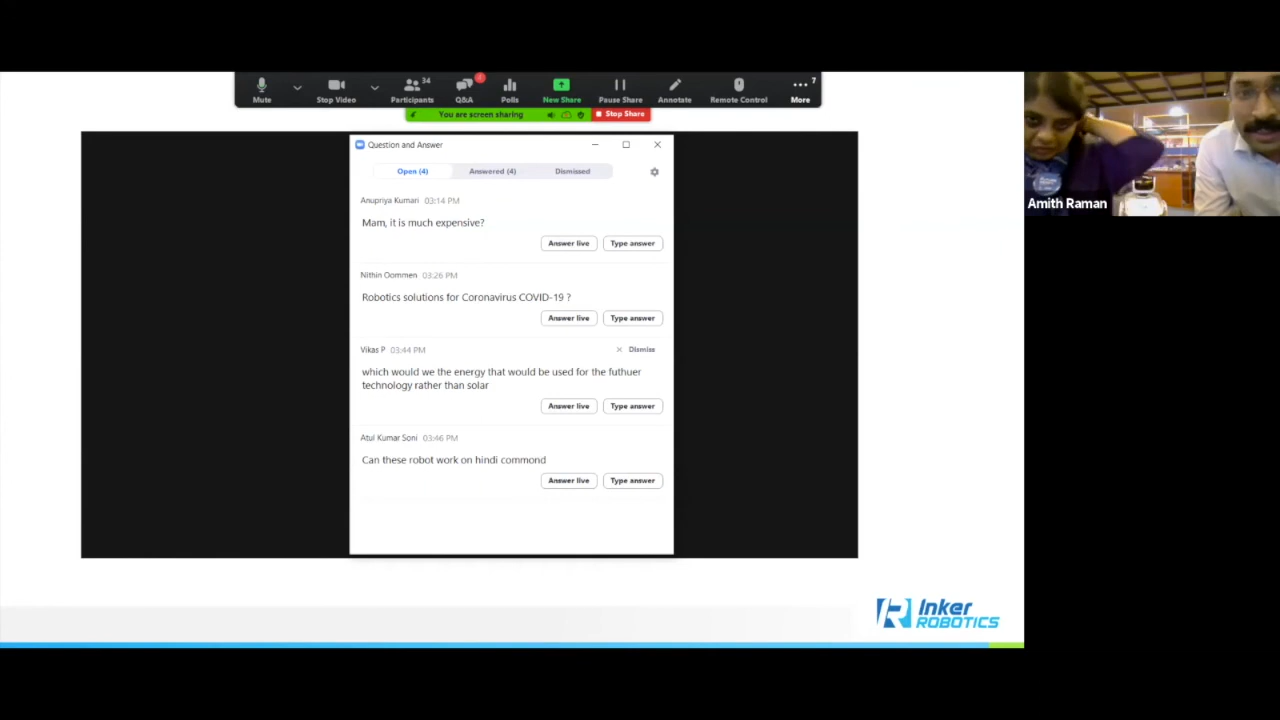 34
7
Mute
Stop Video
Participants
Q&A
Polls
New Share
Pause Share
Annotate
Remote Control
More
You are screen sharing
Stop Share
Question and Answer
Open (4)
Answered (4)
Dismissed
Anupriya Kumari 03:14 PM
Mam, it is much expensive?
Answer live
Type answer
Nithin Oommen 03:26 PM
Robotics solutions for Coronavirus COVID-19 ?
Answer live
Type answer
Vikas P 03:44 PM
Dismiss
which would we the energy that would be used for the futhuer
technology rather than solar
Answer live
Type answer
Atul Kumar Soni 03:46 PM
Can these robot work on hindi commond
Answer live
Type answer
Amith Raman
Inker
ROBOTICS